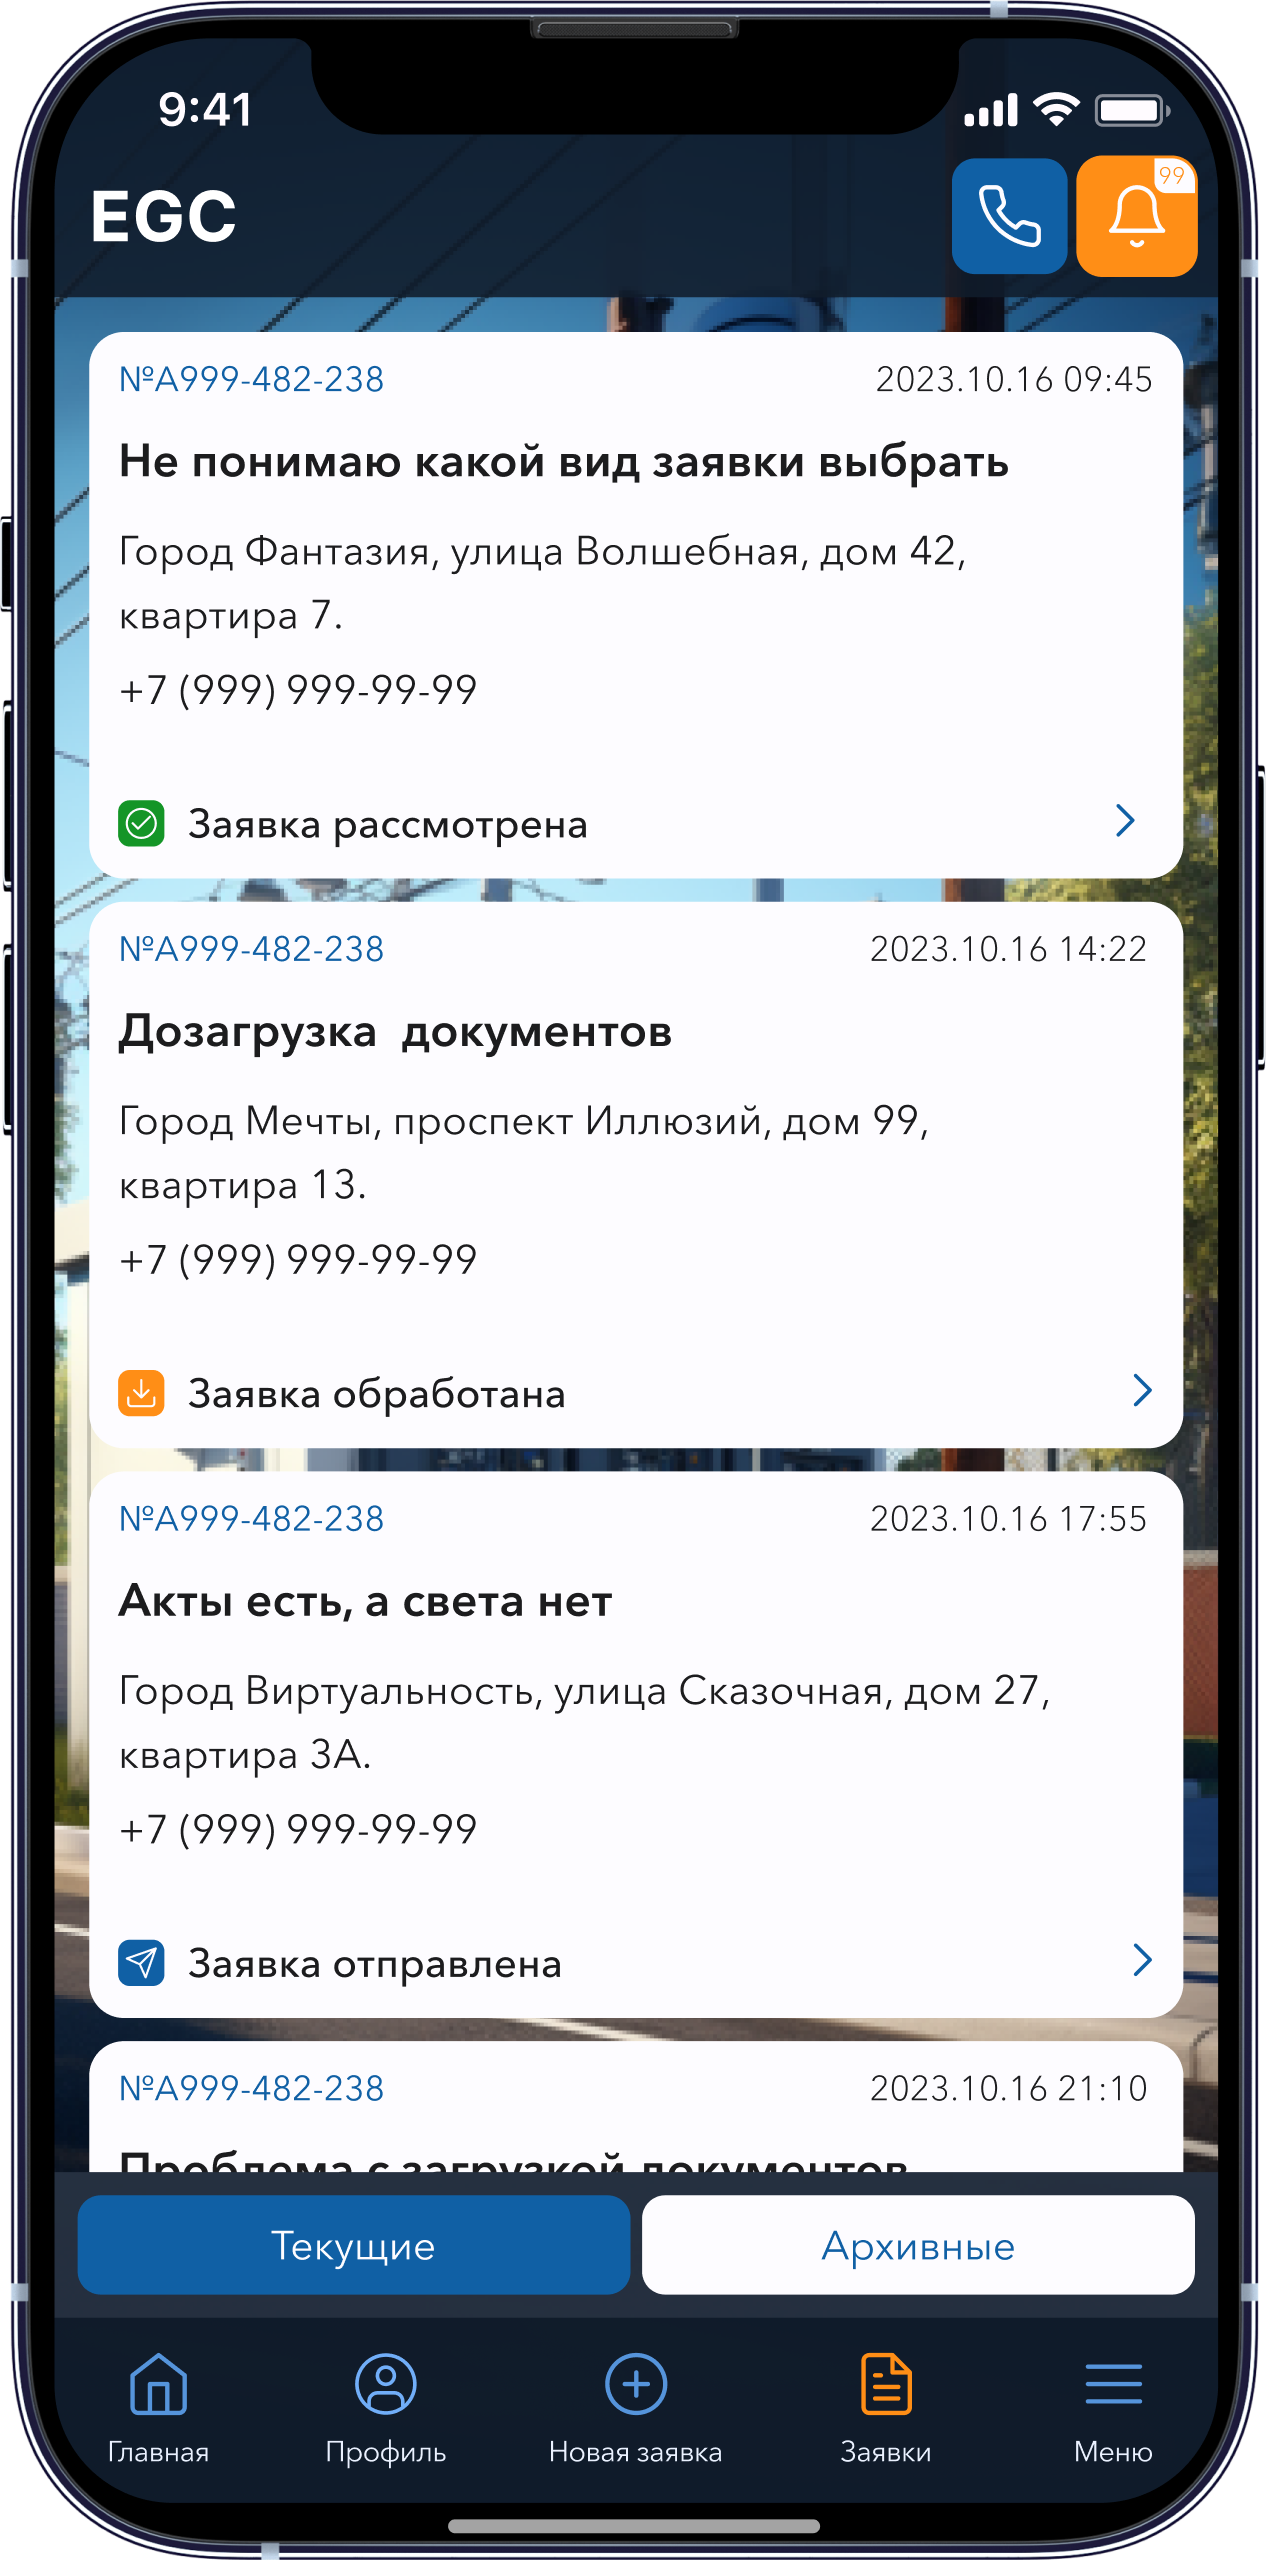 9:41
EGC
99
№A999-482-238
2023.10.16 09:45
Не понимаю какой вид заявки выбрать
Город Фантазия, улица Волшебная, дом 42,
квартира 7.
+7 (999) 999-99-99
Заявка рассмотрена
№A999-482-238
2023.10.16 14:22
Дозагрузка документов
Город Мечты, проспект Иллюзий, дом 99,
квартира 13.
+7 (999) 999-99-99
Заявка обработана
№A999-482-238
2023.10.16 17:55
Акты есть, а света нет
Город Виртуальность, улица Сказочная, дом 27,
квартира 3А.
+7 (999) 999-99-99
Заявка отправлена
№A999-482-238
2023.10.16 21:10
Проблема с загрузкой документов
Текущие
Архивные
Главная
Профиль
Новая заявка
Заявки
Меню